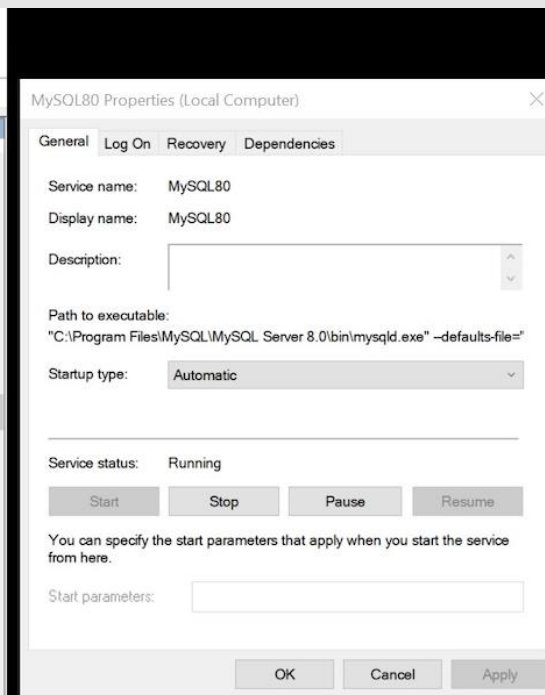 MySQL80 Properties (Local Computer)
General Log On Recovery Dependencies
Service name: MySQL80
Display name: MySQL80
Description:
Path to executable:
"C:\Program Files\MySQL\MySQL Server 8.0\bin\mysqld.exe" --defaults-file="
Startup type: Automatic
Service status: Running
Start Stop Pause Resume
You can specify the start parameters that apply when you start the service
from here.
Start parameters:
OK Cancel Apply